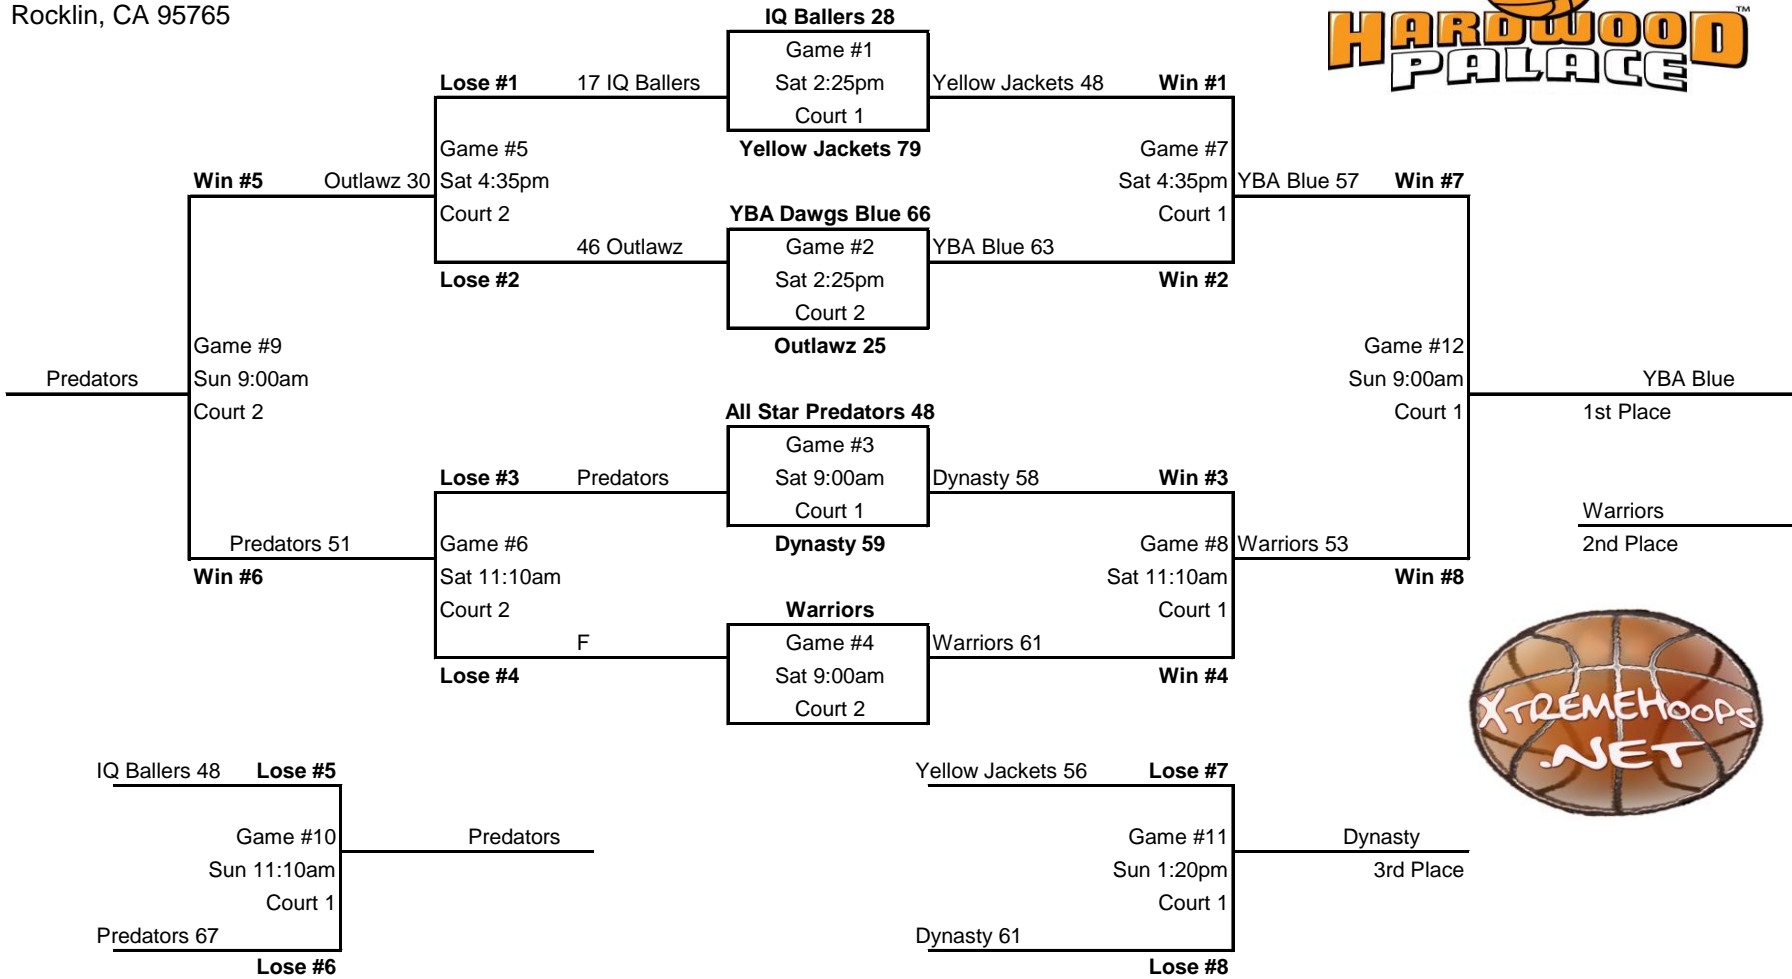 Rocklin, CA 95765
IQ Ballers 28
HARDWOOD PALACE™
Game #1
Lose #1 17 IQ Ballers Sat 2:25pm Yellow Jackets 48 Win #1
Court 1
Game #5 Yellow Jackets 79 Game #7
Win #5 Outlawz 30 Sat 4:35pm Sat 4:35pm YBA Blue 57 Win #7
Court 2 YBA Dawgs Blue 66 Court 1
46 Outlawz Game #2 YBA Blue 63
Lose #2 Sat 2:25pm Win #2
Court 2
Game #9 Outlawz 25 Game #12
Predators Sun 9:00am Sun 9:00am YBA Blue
Court 2 All Star Predators 48 Court 1 1st Place
Game #3
Lose #3 Predators Sat 9:00am Dynasty 58 Win #3
Court 1 Warriors
Predators 51 Game #6 Dynasty 59 Game #8 Warriors 53 2nd Place
Win #6 Sat 11:10am Sat 11:10am Win #8
Court 2 Warriors Court 1
F Game #4 Warriors 61
Lose #4 Sat 9:00am Win #4
Court 2
XTREMEHOOPS
.NET
IQ Ballers 48 Lose #5 Yellow Jackets 56 Lose #7
Game #10 Predators Game #11 Dynasty
Sun 11:10am Sun 1:20pm 3rd Place
Court 1 Court 1
Predators 67 Dynasty 61
Lose #6 Lose #8